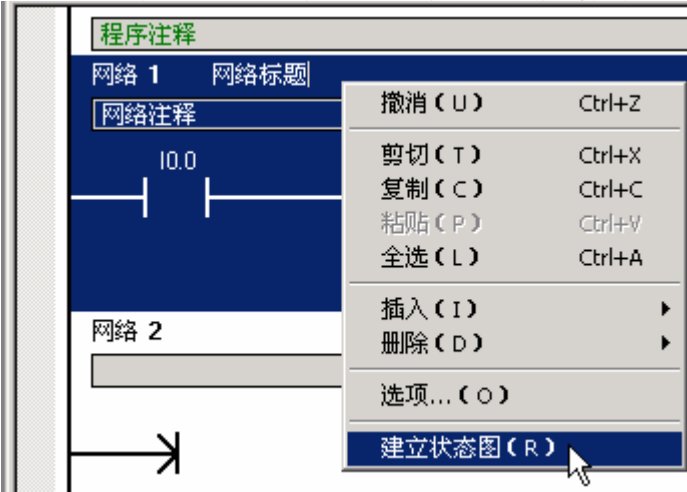 程序注释
网络 1 网络标题
网络注释
I0.0
撤消(U) Ctrl+Z
剪切(T) Ctrl+X
复制(C) Ctrl+C
粘贴(P) Ctrl+V
全选(L) Ctrl+A
插入(I)
删除(D)
选项...(O)
建立状态图(R)
网络 2